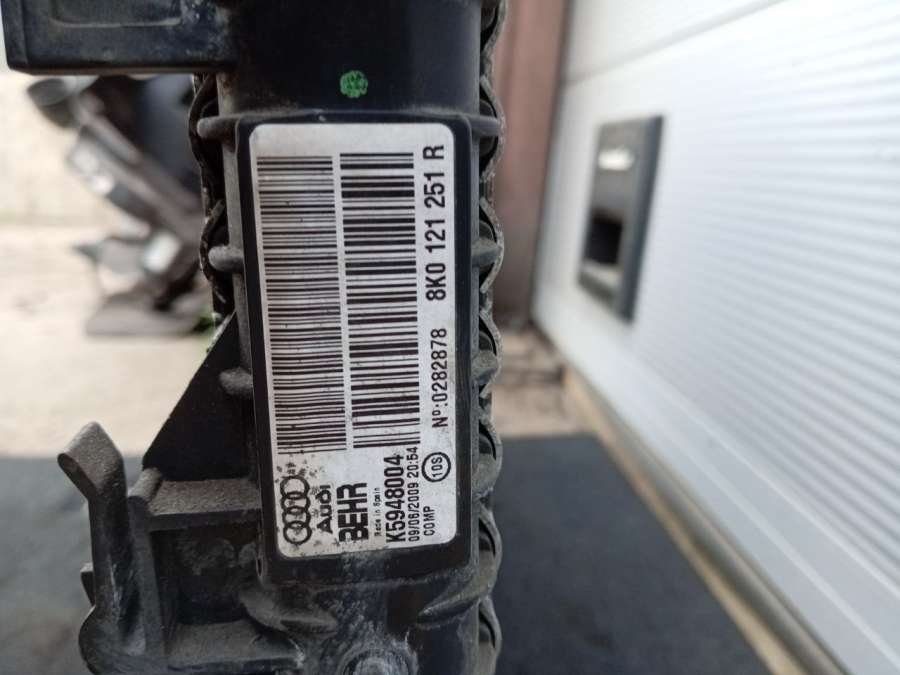 8K0 121 251 R
Nº:0282878
10S
AUDI
BEHR
Made in Spain
K5948004
09/06/2009 20:54
COMP